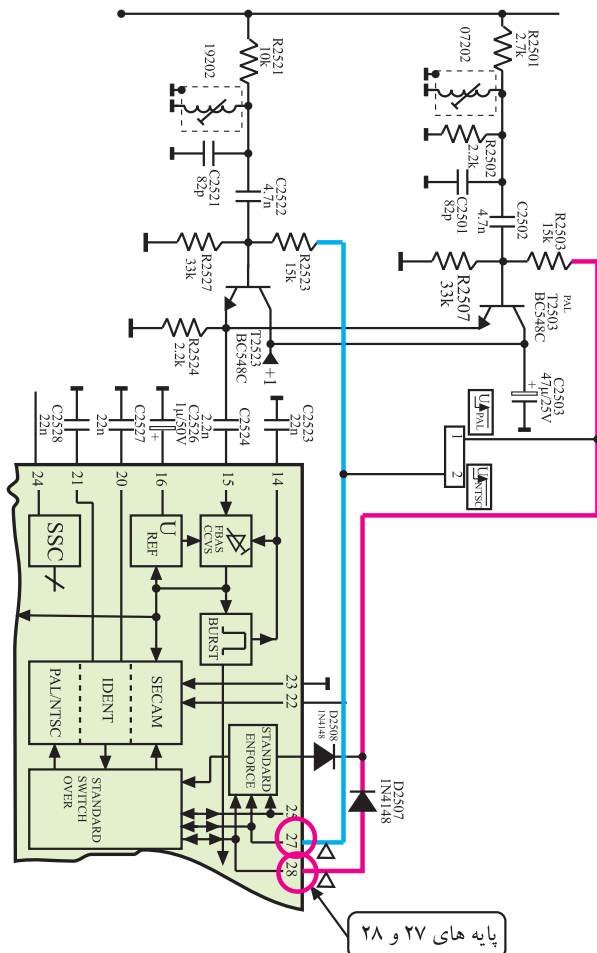 R2521
10k
19202
R2501
2.7k
07202
R2502
2.2k
C2521
82p
C2522
4.7n
C2501
82p
C2502
4.7n
R2503
15k
R2527
33k
R2523
15k
R2507
33k
PAL
T2503
BC548C
R2524
2.2k
T2523
BC548C
+1
C2503
47µ/25V
+
C2528
22n
C2527
22n
C2526
1µ/50V
+
C2524
2.2n
C2523
22n
1
2
U PAL
U NTSC
24
21
20
16
15
14
SSC
U
REF
FBAS
CCVS
BURST
23
22
PAL/NTSC
IDENT
SECAM
STANDARD
ENFORCE
STANDARD
SWITCH
OVER
D2508
1N4148
D2507
1N4148
25
27
28
پایه های ۲۷ و ۲۸